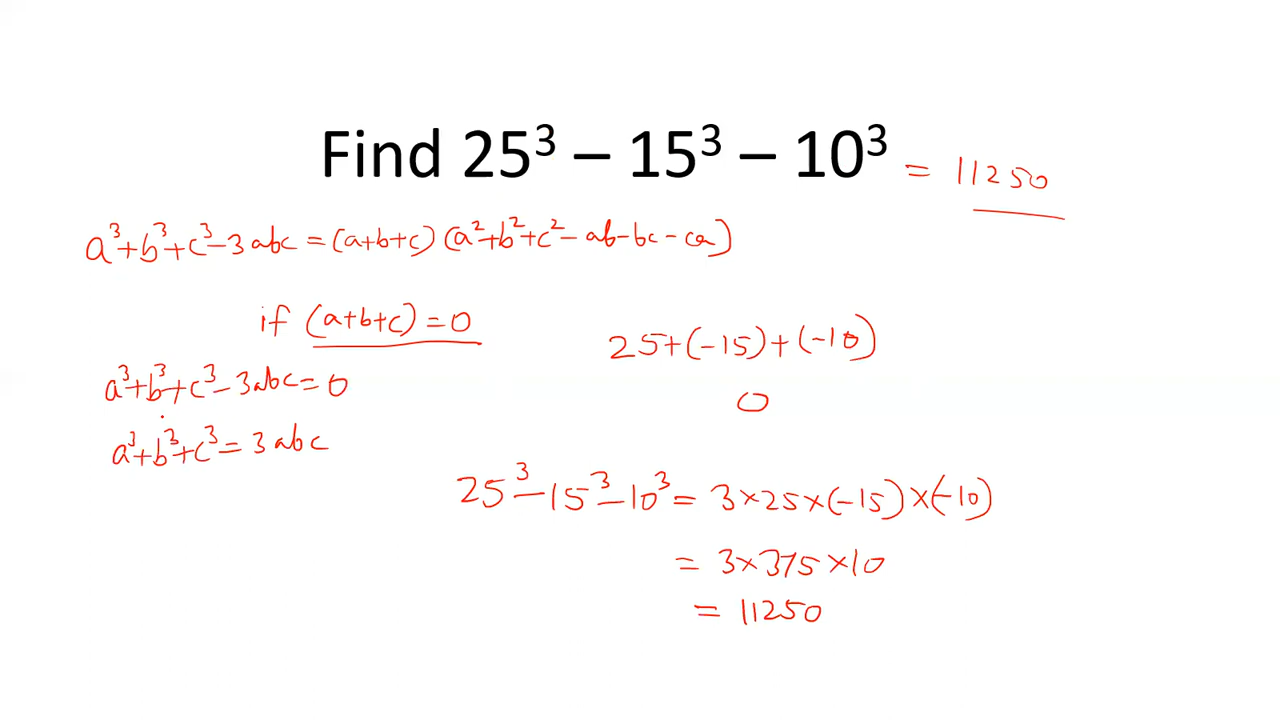 Find 25³ – 15³ – 10³ = 11250
a³+b³+c³-3abc = (a+b+c) (a²+b²+c²-ab-bc-ca)
if (a+b+c) = 0
25+(-15)+(-10)
a³+b³+c³-3abc = 0
0
a³+b³+c³ = 3abc
25³-15³-10³ = 3×25×(-15)×(-10)
= 3×375×10
= 11250